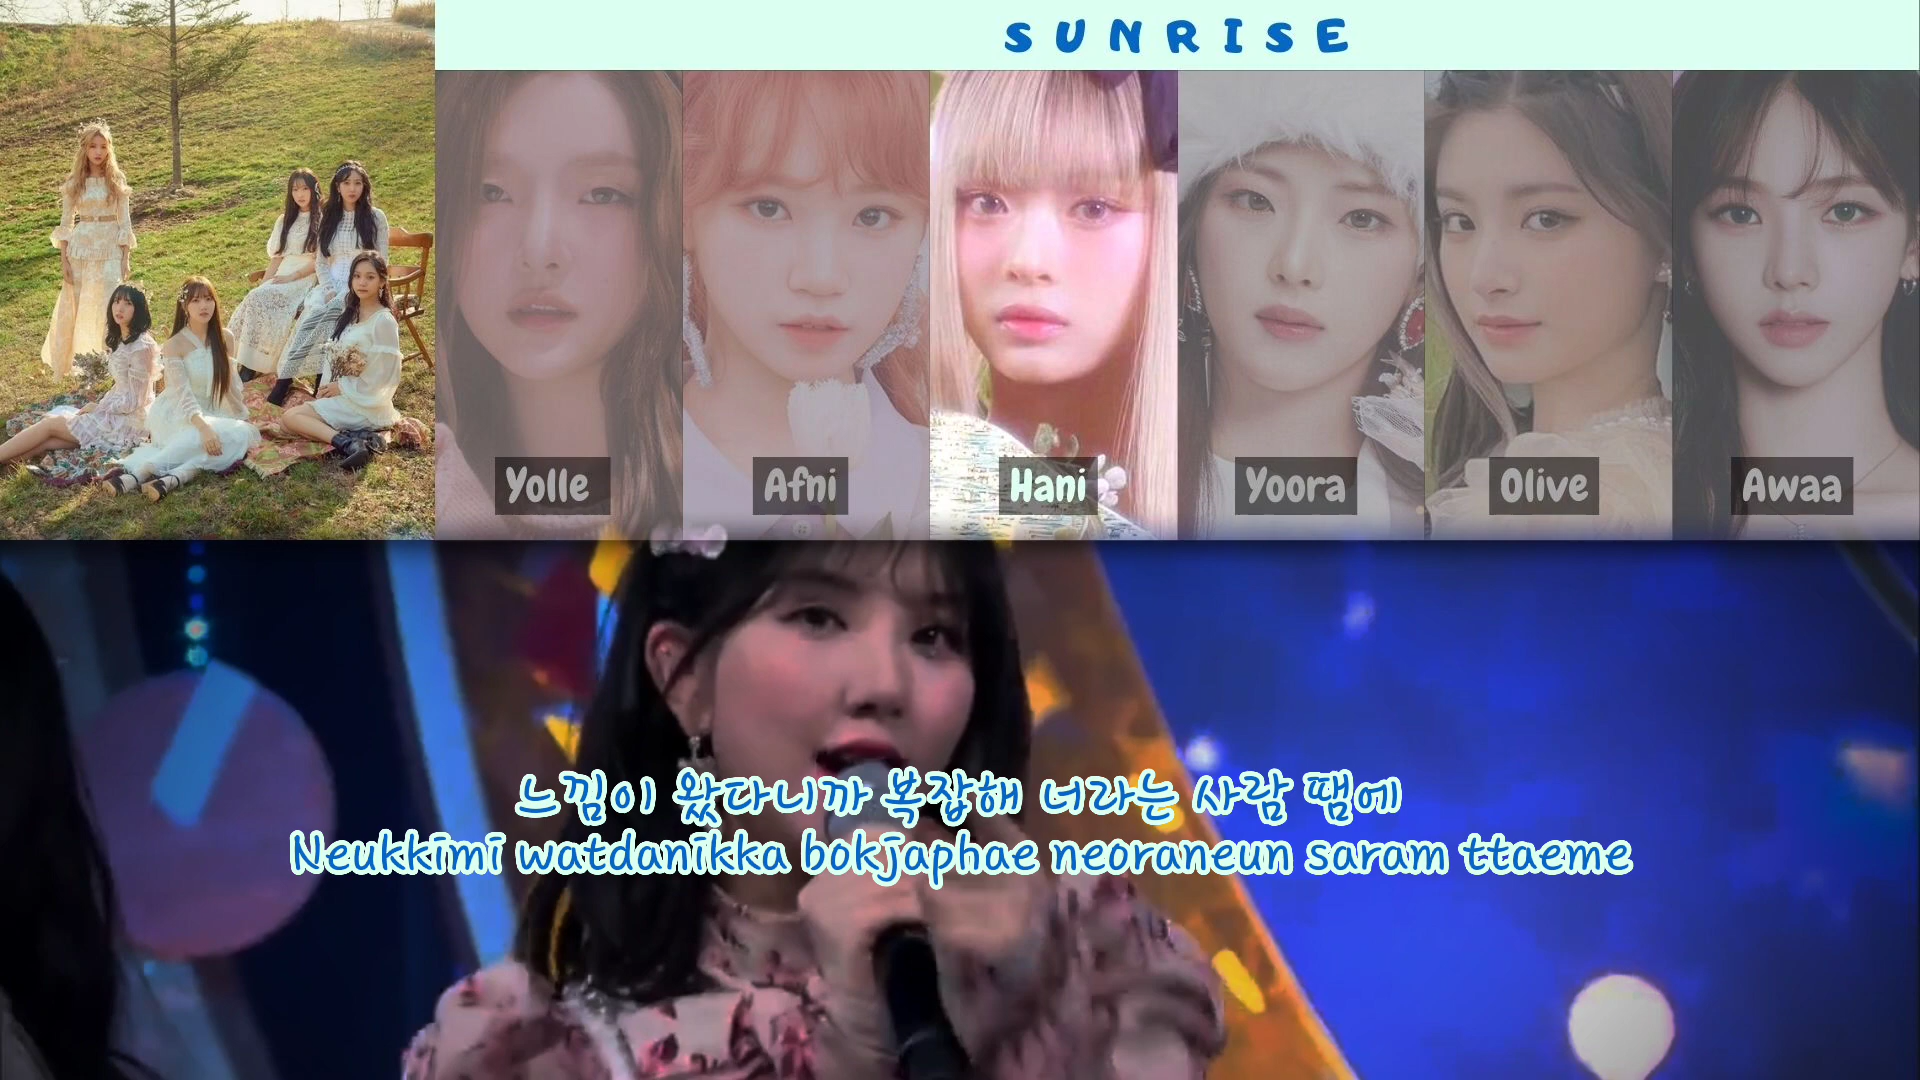 SUNRISE
Yolle
Afni
Hani
Yoora
Olive
Awaa
느낌이 왔다니까 복잡해 너라는 사람 땜에
Neukkimi watdanikka bokjaphae neoraneun saram ttaeme